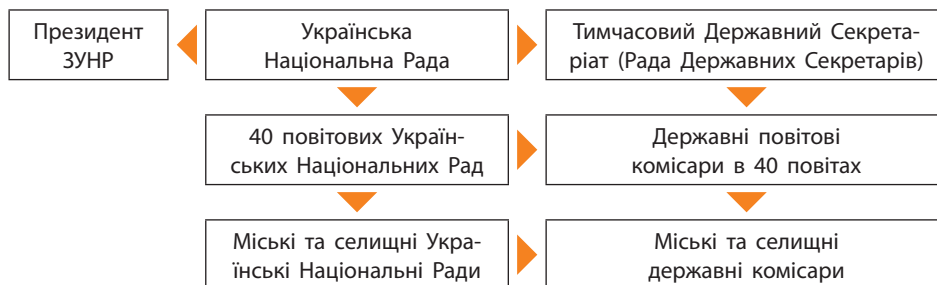 Президент
ЗУНР
Українська
Національна Рада
Тимчасовий Державний Секрета-
ріат (Рада Державних Секретарів)
40 повітових Україн-
ських Національних Рад
Державні повітові
комісари в 40 повітах
Міські та селищні Укра-
їнські Національні Ради
Міські та селищні
державні комісари